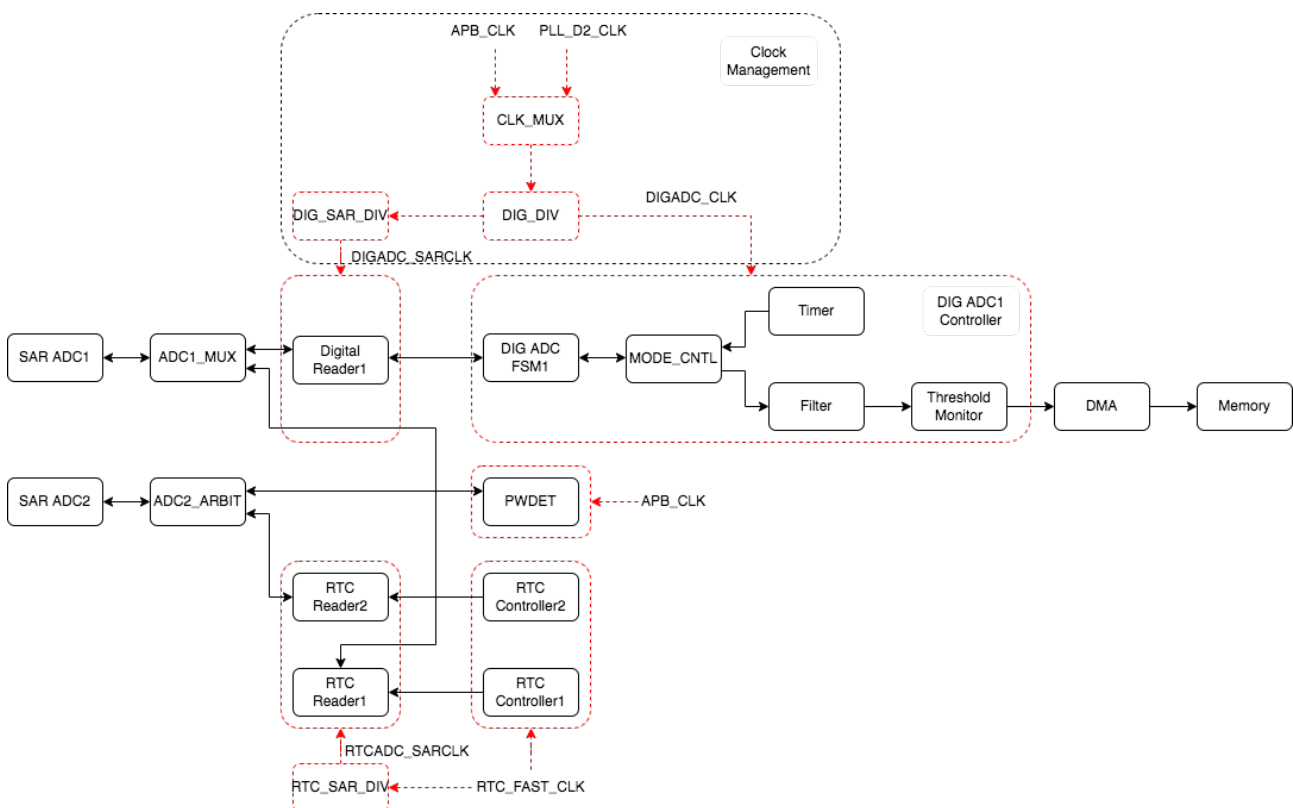 APB_CLK
PLL_D2_CLK
Clock
Management
CLK_MUX
DIGADC_CLK
DIG_SAR_DIV
DIG_DIV
DIGADC_SARCLK
DIG ADC1
Controller
Timer
SAR ADC1
ADC1_MUX
Digital
Reader1
DIG ADC
FSM1
MODE_CNTL
Filter
Threshold
Monitor
DMA
Memory
SAR ADC2
ADC2_ARBIT
PWDET
APB_CLK
RTC
Reader2
RTC
Controller2
RTC
Reader1
RTC
Controller1
RTCADC_SARCLK
RTC_SAR_DIV
RTC_FAST_CLK